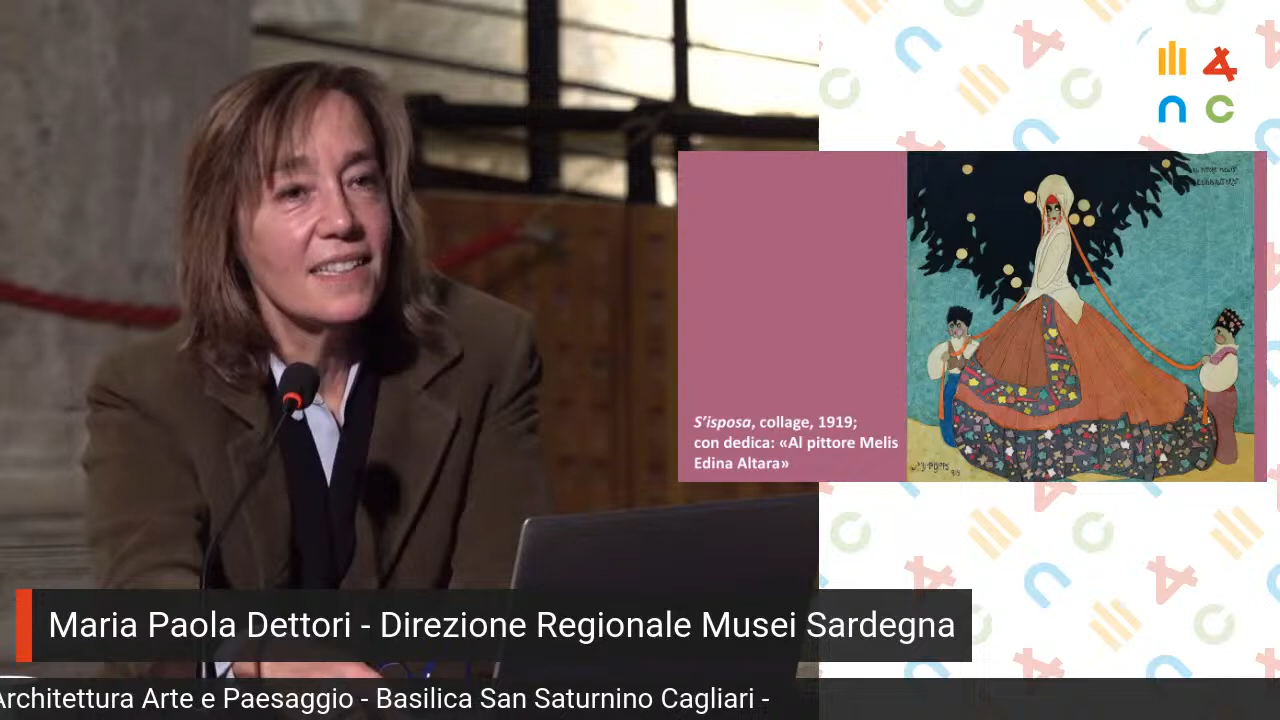 S'isposa, collage, 1919;
con dedica: «Al pittore Melis
Edina Altara»
Maria Paola Dettori - Direzione Regionale Musei Sardegna
Architettura Arte e Paesaggio - Basilica San Saturnino Cagliari -